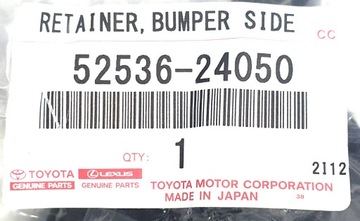 RETAINER, BUMPER SIDE
CC
52536-24050
QTY: 1
2112
TOYOTA LEXUS
GENUINE PARTS GENUINE PARTS
TOYOTA MOTOR CORPORATION
MADE IN JAPAN 38